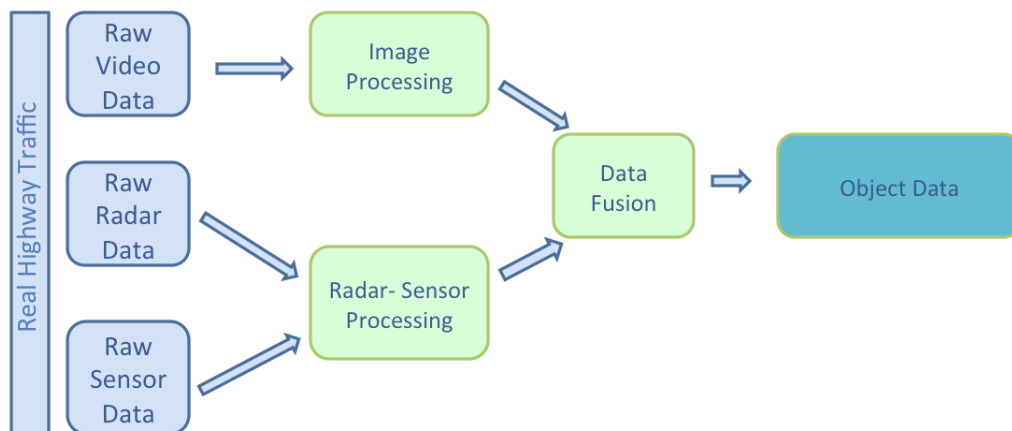 Real Highway Traffic
Raw
Video
Data
Image
Processing
Raw
Radar
Data
Data
Fusion
Object Data
Radar- Sensor
Processing
Raw
Sensor
Data